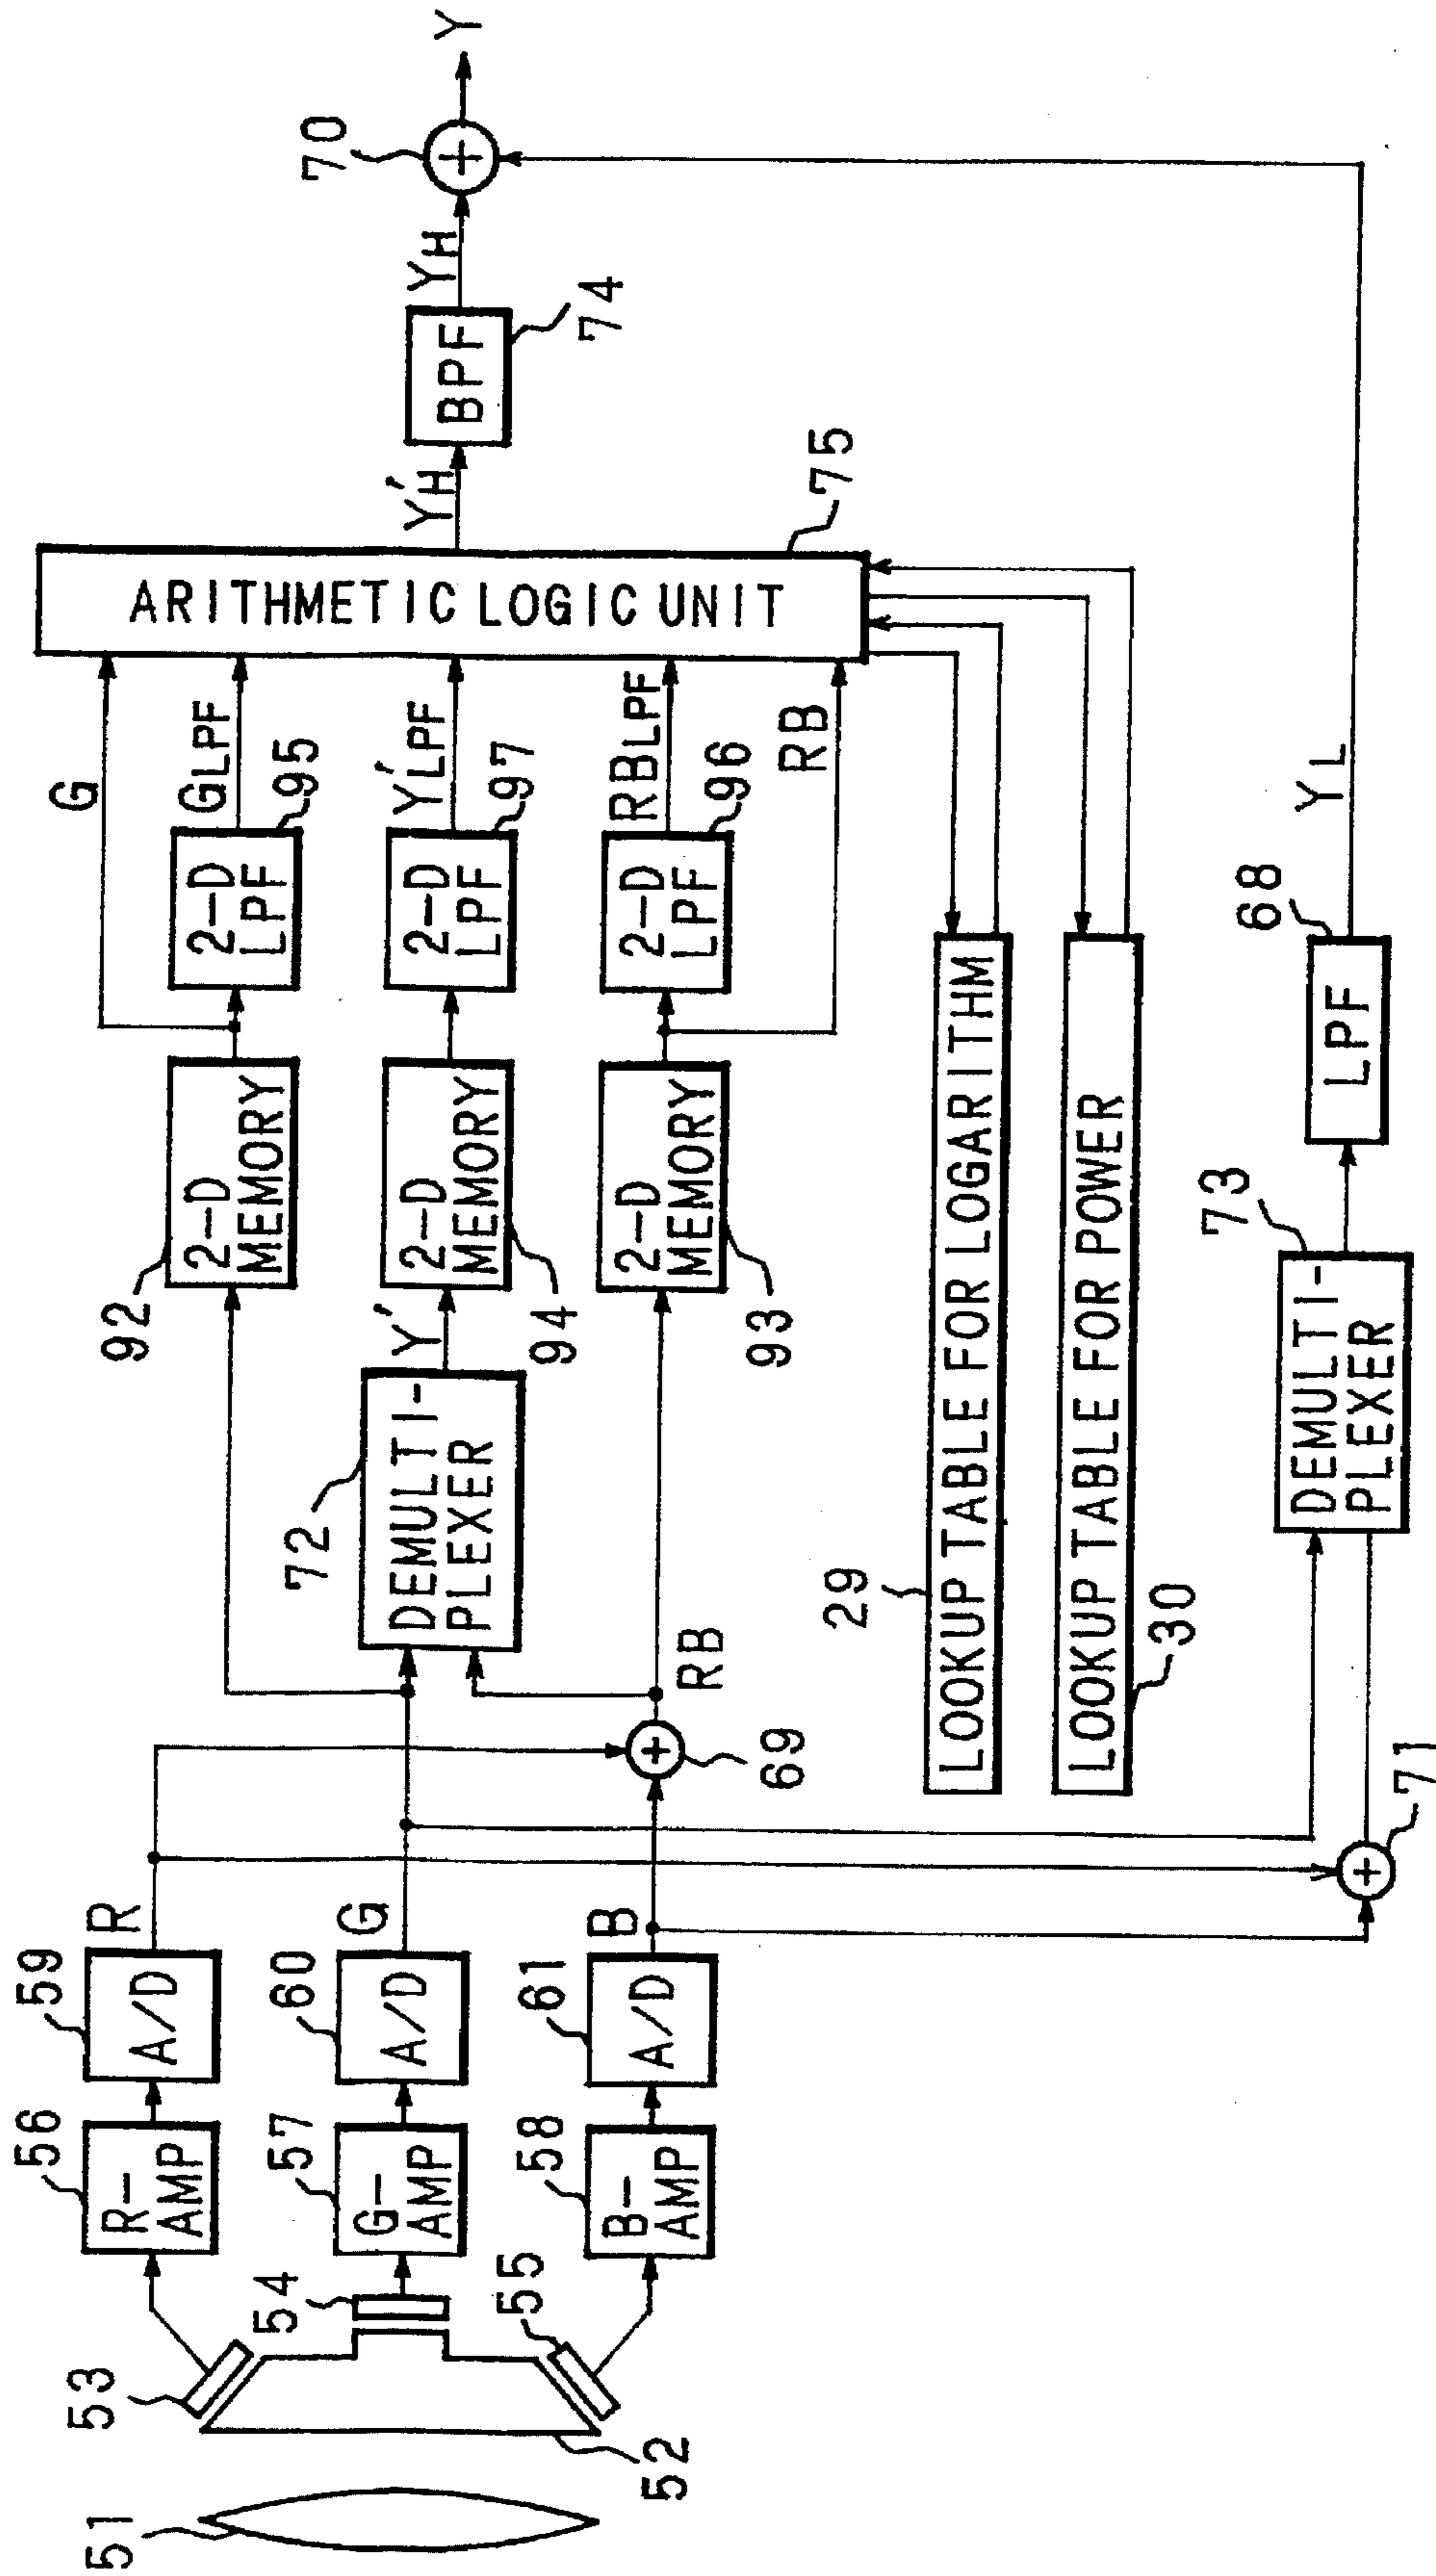 51
52
53
54
55
56
R-
AMP
57
G-
AMP
58
B-
AMP
59
A/D
60
A/D
61
A/D
R
G
B
69
RB
71
72
DEMULTI-
PLEXER
Y'
92
2-D
MEMORY
94
2-D
MEMORY
93
2-D
MEMORY
2-D
LPF
95
2-D
LPF
97
2-D
LPF
96
G
GLPF
Y'LPF
RBLPF
RB
ARITHMETIC LOGIC UNIT
75
Y'H
BPF
74
YH
70
Y
29
LOOKUP TABLE FOR LOGARITHM
LOOKUP TABLE FOR POWER
30
73
DEMULTI-
PLEXER
68
LPF
YL